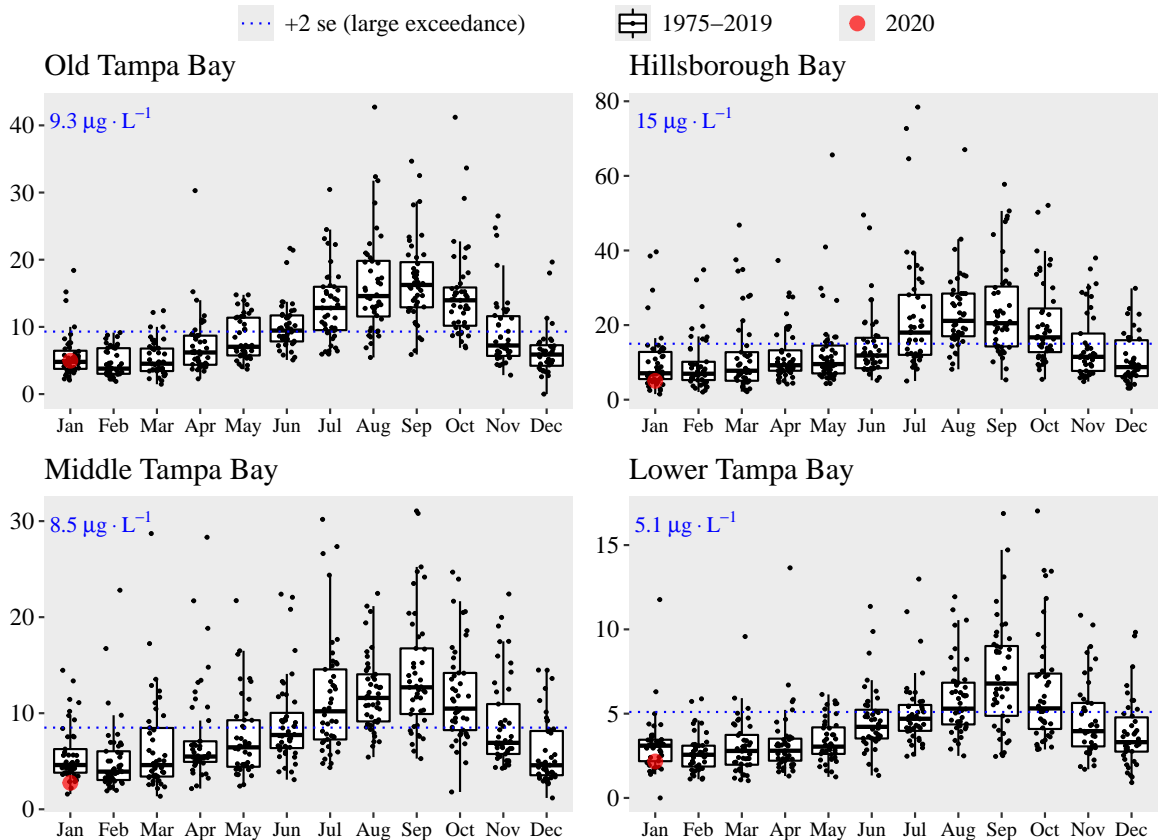 +2 se (large exceedance) 1975–2019 2020
Old Tampa Bay
9.3 μg · L⁻¹
40
30
20
10
0
Jan Feb Mar Apr May Jun Jul Aug Sep Oct Nov Dec
Hillsborough Bay
15 μg · L⁻¹
80
60
40
20
0
Jan Feb Mar Apr May Jun Jul Aug Sep Oct Nov Dec
Middle Tampa Bay
8.5 μg · L⁻¹
30
20
10
0
Jan Feb Mar Apr May Jun Jul Aug Sep Oct Nov Dec
Lower Tampa Bay
5.1 μg · L⁻¹
15
10
5
0
Jan Feb Mar Apr May Jun Jul Aug Sep Oct Nov Dec